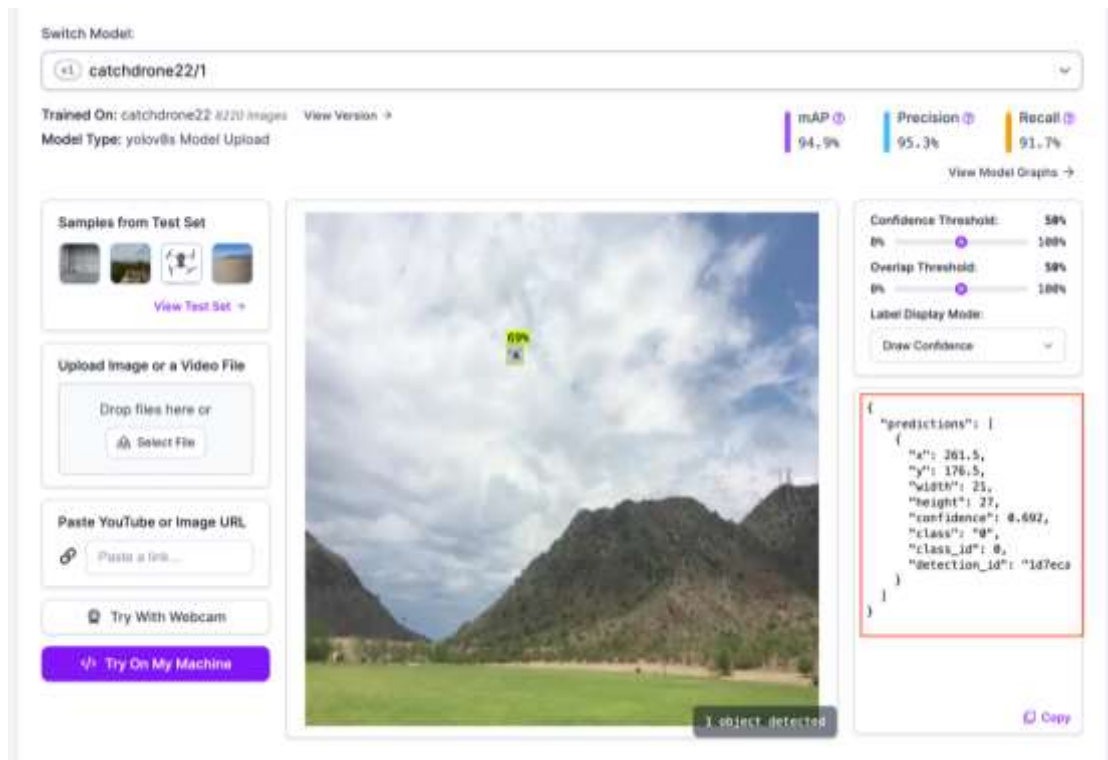 Switch Model:
v1 catchdrone22/1
Trained On: catchdrone22 8220 images View Version →
Model Type: yolov8s Model Upload
mAP
94.9%
Precision
95.3%
Recall
91.7%
View Model Graphs →
Samples from Test Set
View Test Set →
Upload Image or a Video File
Drop files here or
Select File
Paste YouTube or Image URL
Paste a link...
Try With Webcam
</> Try On My Machine
69%
1 object detected
Confidence Threshold: 50%
0% 100%
Overlap Threshold: 50%
0% 100%
Label Display Mode:
Draw Confidence
{
"predictions": [
{
"x": 261.5,
"y": 176.5,
"width": 21,
"height": 27,
"confidence": 0.692,
"class": "0",
"class_id": 0,
"detection_id": "1d7eca
}
]
}
Copy